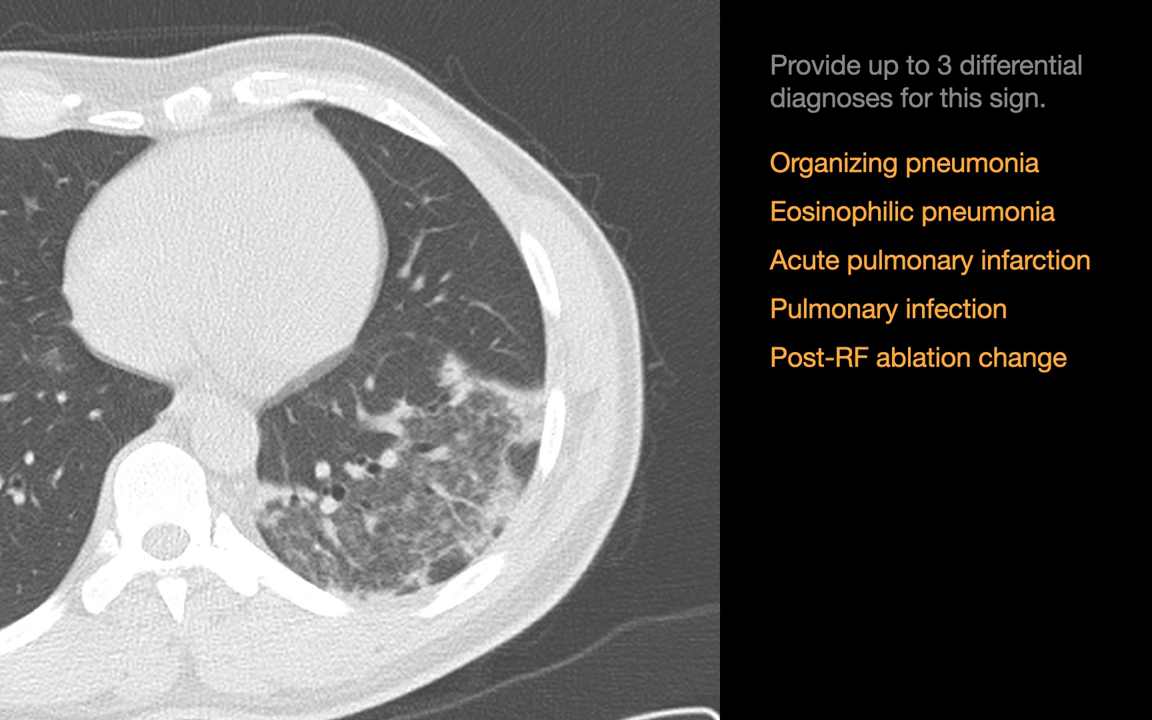 Provide up to 3 differential
diagnoses for this sign.
Organizing pneumonia
Eosinophilic pneumonia
Acute pulmonary infarction
Pulmonary infection
Post-RF ablation change